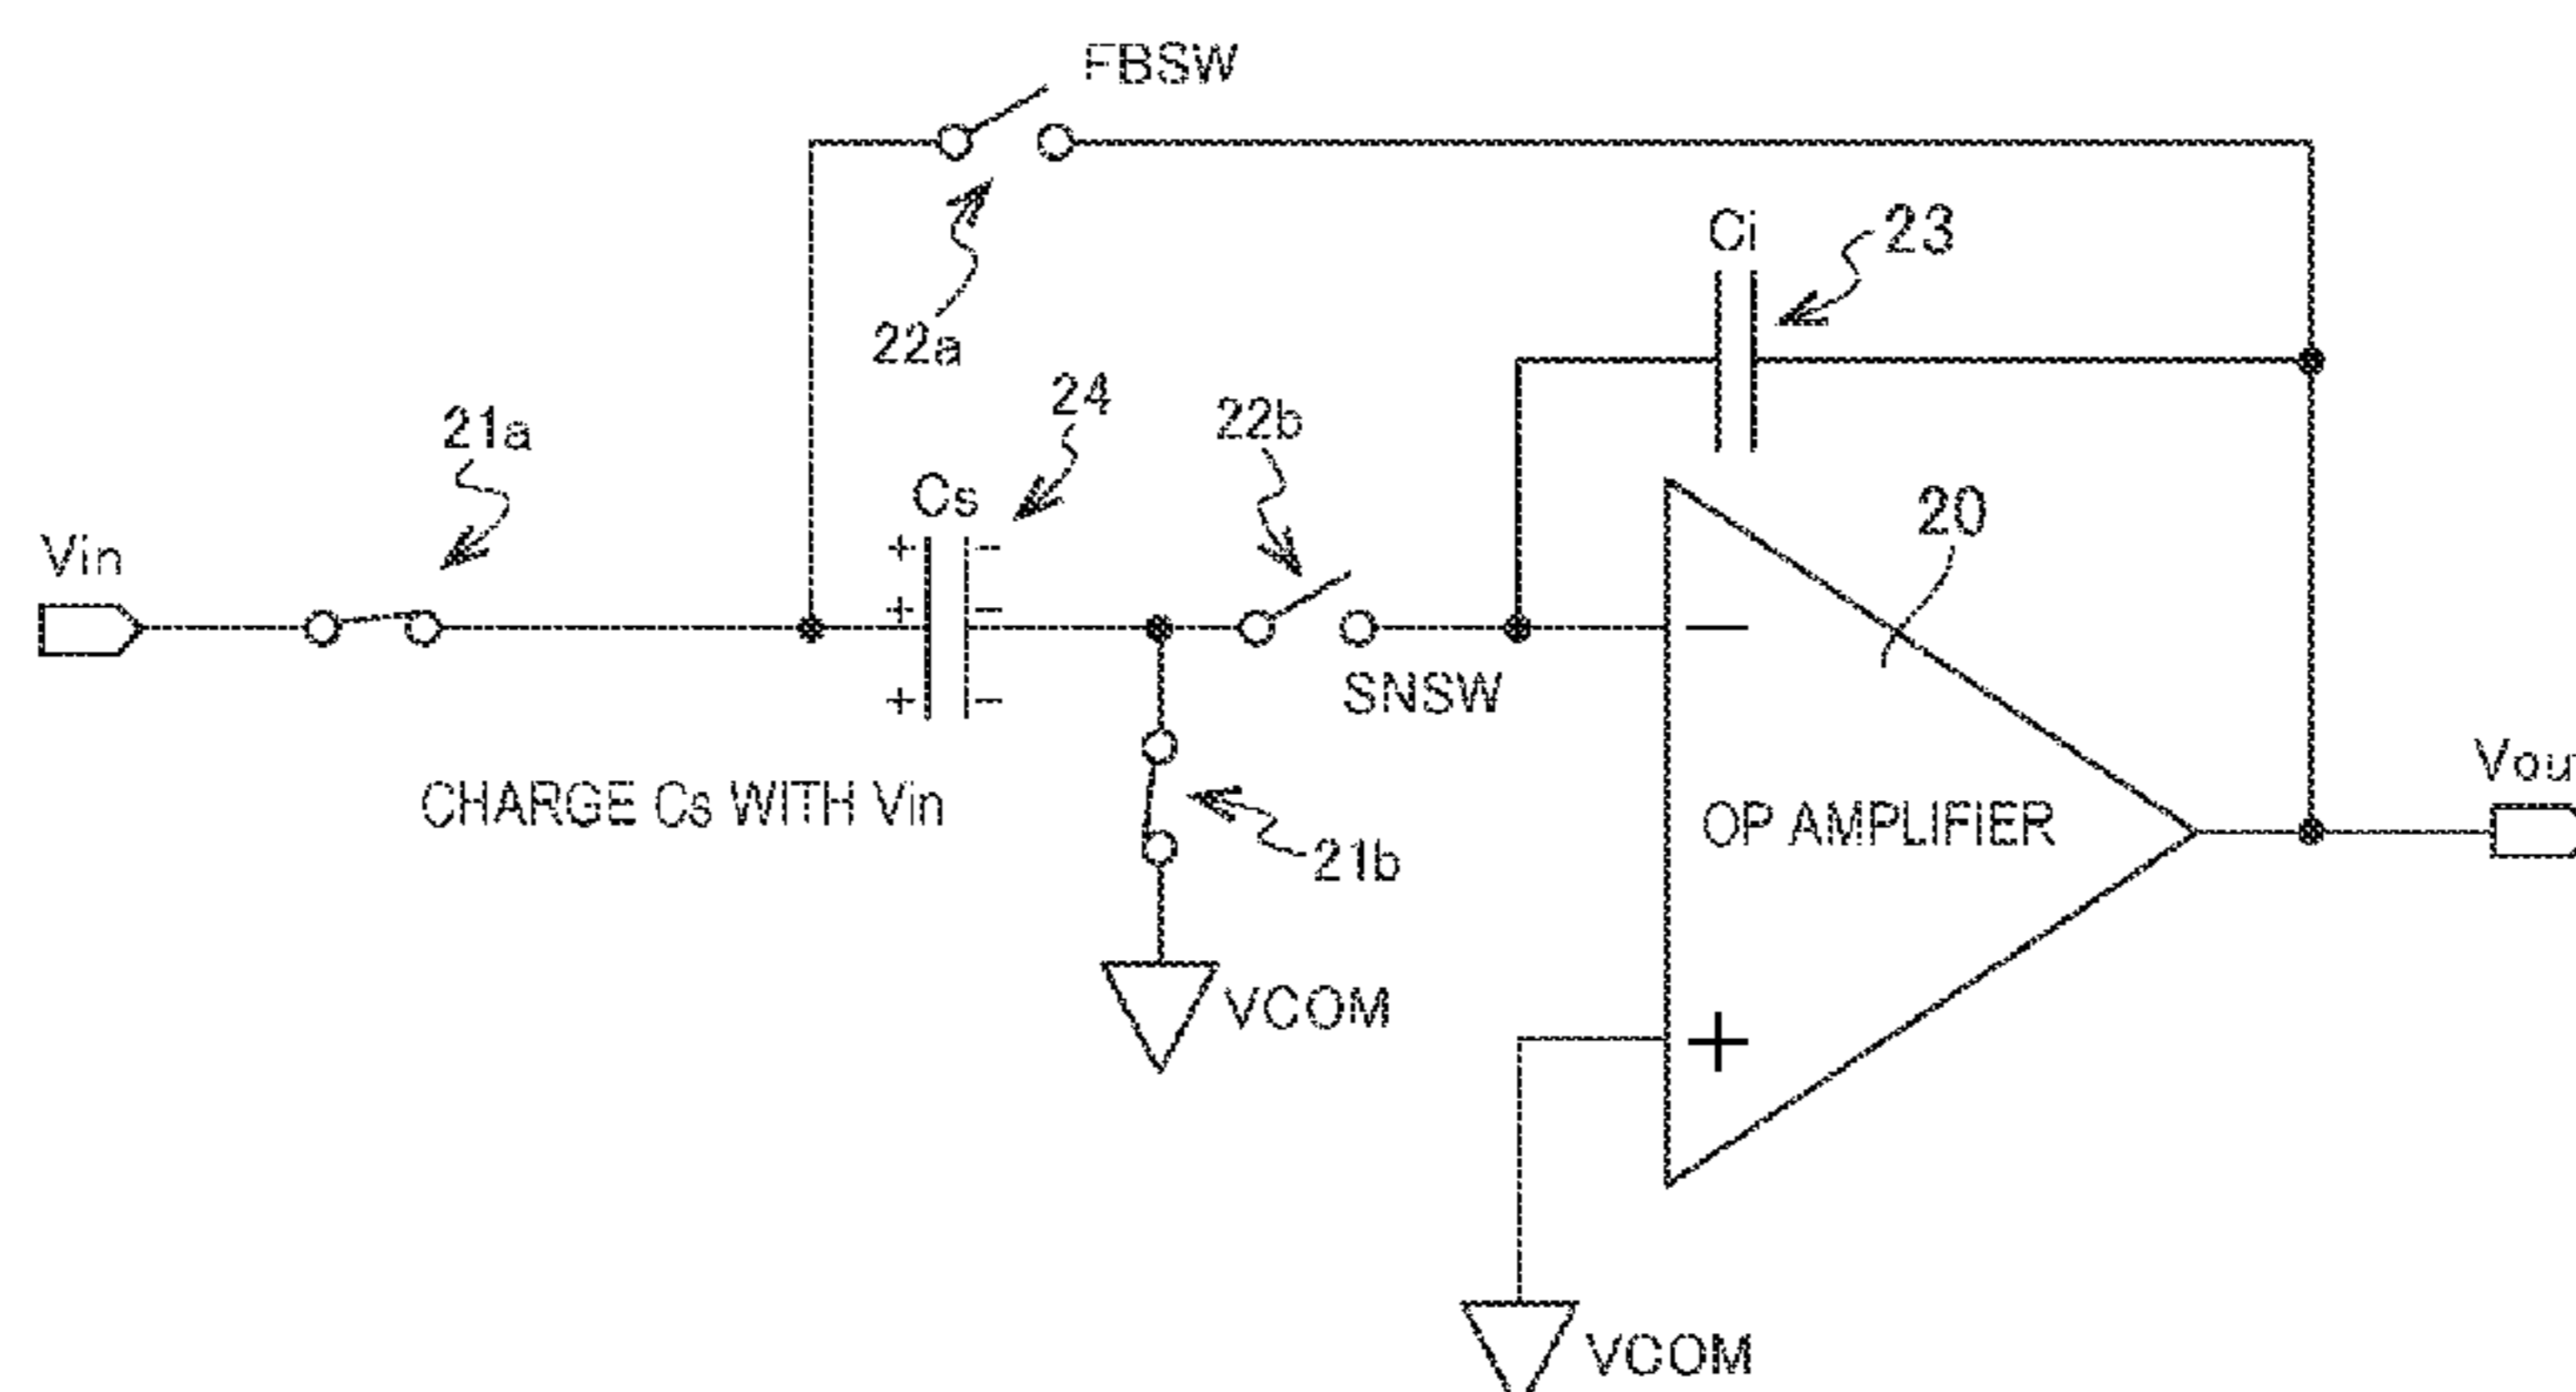 FBSW
Ci
23
22a
24
22b
21a
Cs
20
Vin
+ -
+ -
+ -
-
SNSW
CHARGE Cs WITH Vin
OP AMPLIFIER
Vou
21b
VCOM
+
VCOM